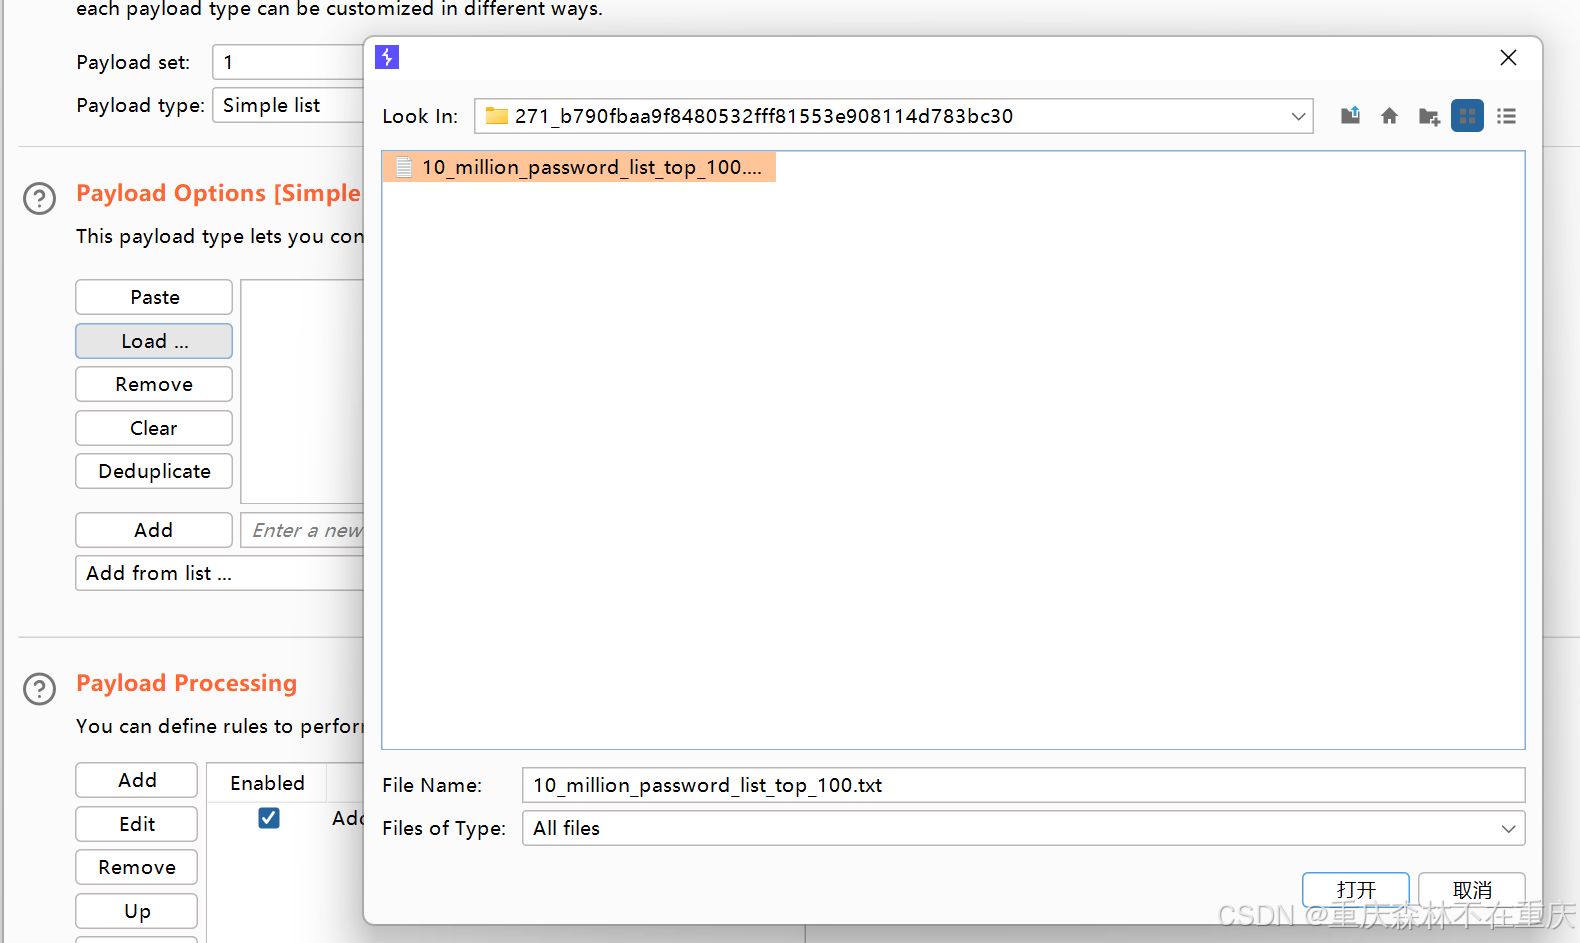 each payload type can be customized in different ways.
Payload set: 1
Payload type: Simple list
Look In: 271_b790fbaa9f8480532fff81553e908114d783bc30
10_million_password_list_top_100....
? Payload Options [Simple
This payload type lets you con
Paste
Load ...
Remove
Clear
Deduplicate
Add Enter a new
Add from list ...
? Payload Processing
You can define rules to perfor
Add
Edit
Remove
Up
Enabled
Add
File Name: 10_million_password_list_top_100.txt
Files of Type: All files
打开 取消
CSDN @重庆森林不在重庆